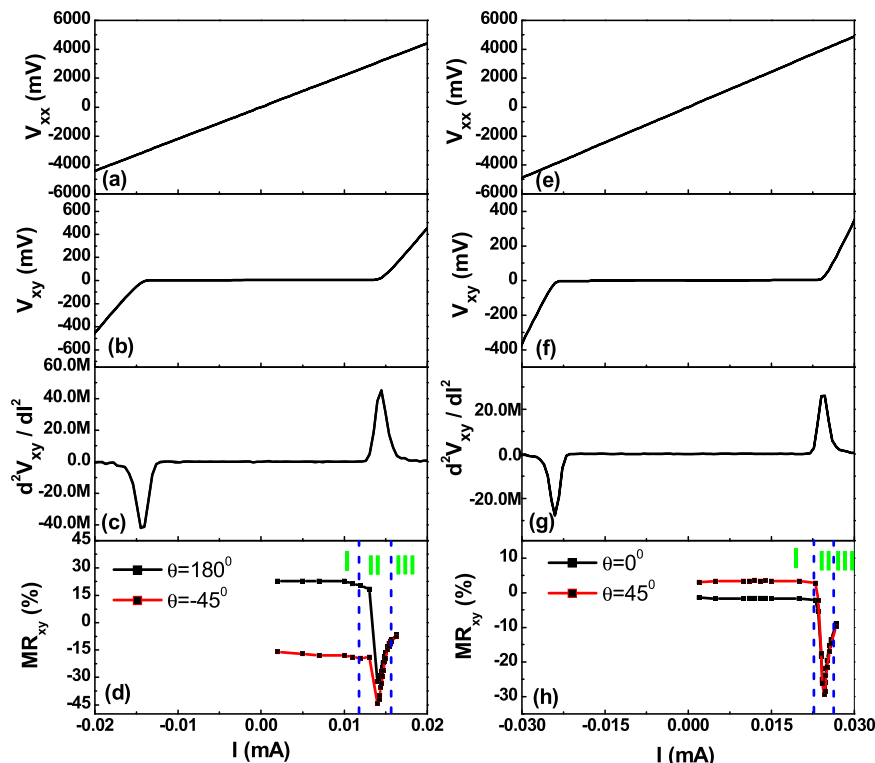 6000
4000
2000
0
-2000
-4000
-6000
V_xx (mV)
(a)
600
400
200
0
-200
-400
-600
V_xy (mV)
(b)
60.0M
40.0M
20.0M
0.0
-20.0M
-40.0M
d²V_xy / dI²
(c)
45
30
15
0
-15
-30
-45
MR_xy (%)
θ=180⁰
θ=-45⁰
I
II
III
(d)
-0.02
-0.01
0.00
0.01
0.02
I (mA)
6000
4000
2000
0
-2000
-4000
-6000
V_xx (mV)
(e)
400
200
0
-200
-400
V_xy (mV)
(f)
20.0M
0.0
-20.0M
d²V_xy / dI²
(g)
10
0
-10
-20
-30
MR_xy (%)
θ=0⁰
θ=45⁰
I
II
III
(h)
-0.030
-0.015
0.000
0.015
0.030
I (mA)